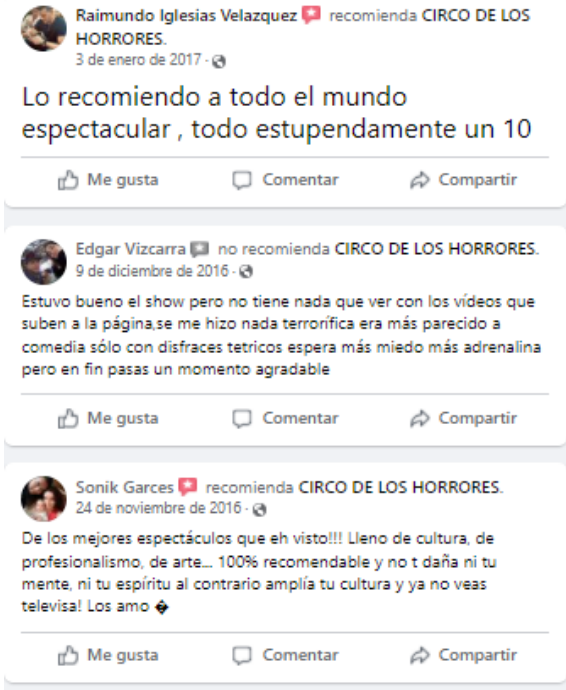 Raimundo Iglesias Velazquez recomienda CIRCO DE LOS
HORRORES.
3 de enero de 2017 ·
Lo recomiendo a todo el mundo
espectacular , todo estupendamente un 10
Me gusta Comentar Compartir
Edgar Vizcarra no recomienda CIRCO DE LOS HORRORES.
9 de diciembre de 2016 ·
Estuvo bueno el show pero no tiene nada que ver con los vídeos que
suben a la página,se me hizo nada terrorífica era más parecido a
comedia sólo con disfraces tetricos espera más miedo más adrenalina
pero en fin pasas un momento agradable
Me gusta Comentar Compartir
Sonik Garces recomienda CIRCO DE LOS HORRORES.
24 de noviembre de 2016 ·
De los mejores espectáculos que eh visto!!! Lleno de cultura, de
profesionalismo, de arte... 100% recomendable y no t daña ni tu
mente, ni tu espíritu al contrario amplía tu cultura y ya no veas
televisa! Los amo �
Me gusta Comentar Compartir